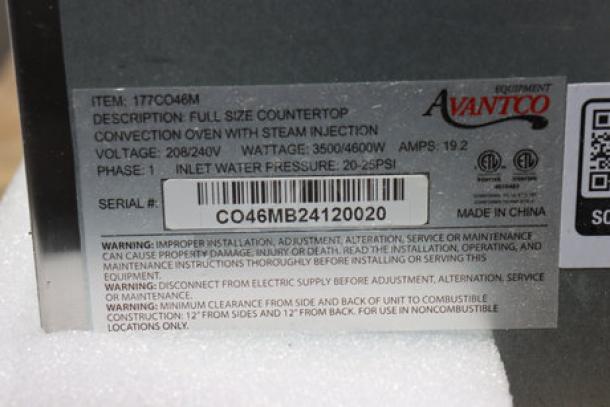 ITEM: 177CO46M
DESCRIPTION: FULL SIZE COUNTERTOP
CONVECTION OVEN WITH STEAM INJECTION
VOLTAGE: 208/240V WATTAGE: 3500/4600W AMPS: 19.2
PHASE: 1 INLET WATER PRESSURE: 20-25PSI
SERIAL #:
CO46MB24120020
EQUIPMENT
AVANTCO
MADE IN CHINA
WARNING: IMPROPER INSTALLATION, ADJUSTMENT, ALTERATION, SERVICE OR MAINTENANCE
CAN CAUSE PROPERTY DAMAGE, INJURY OR DEATH. READ THE INSTALLATION, OPERATING, AND
MAINTENANCE INSTRUCTIONS THOROUGHLY BEFORE INSTALLING OR SERVICING THIS
EQUIPMENT.
WARNING: DISCONNECT FROM ELECTRIC SUPPLY BEFORE ADJUSTMENT, ALTERNATION, SERVICE
OR MAINTENANCE.
WARNING: MINIMUM CLEARANCE FROM SIDE AND BACK OF UNIT TO COMBUSTIBLE
CONSTRUCTION: 12" FROM SIDES AND 12" FROM BACK. FOR USE IN NONCOMBUSTIBLE
LOCATIONS ONLY.